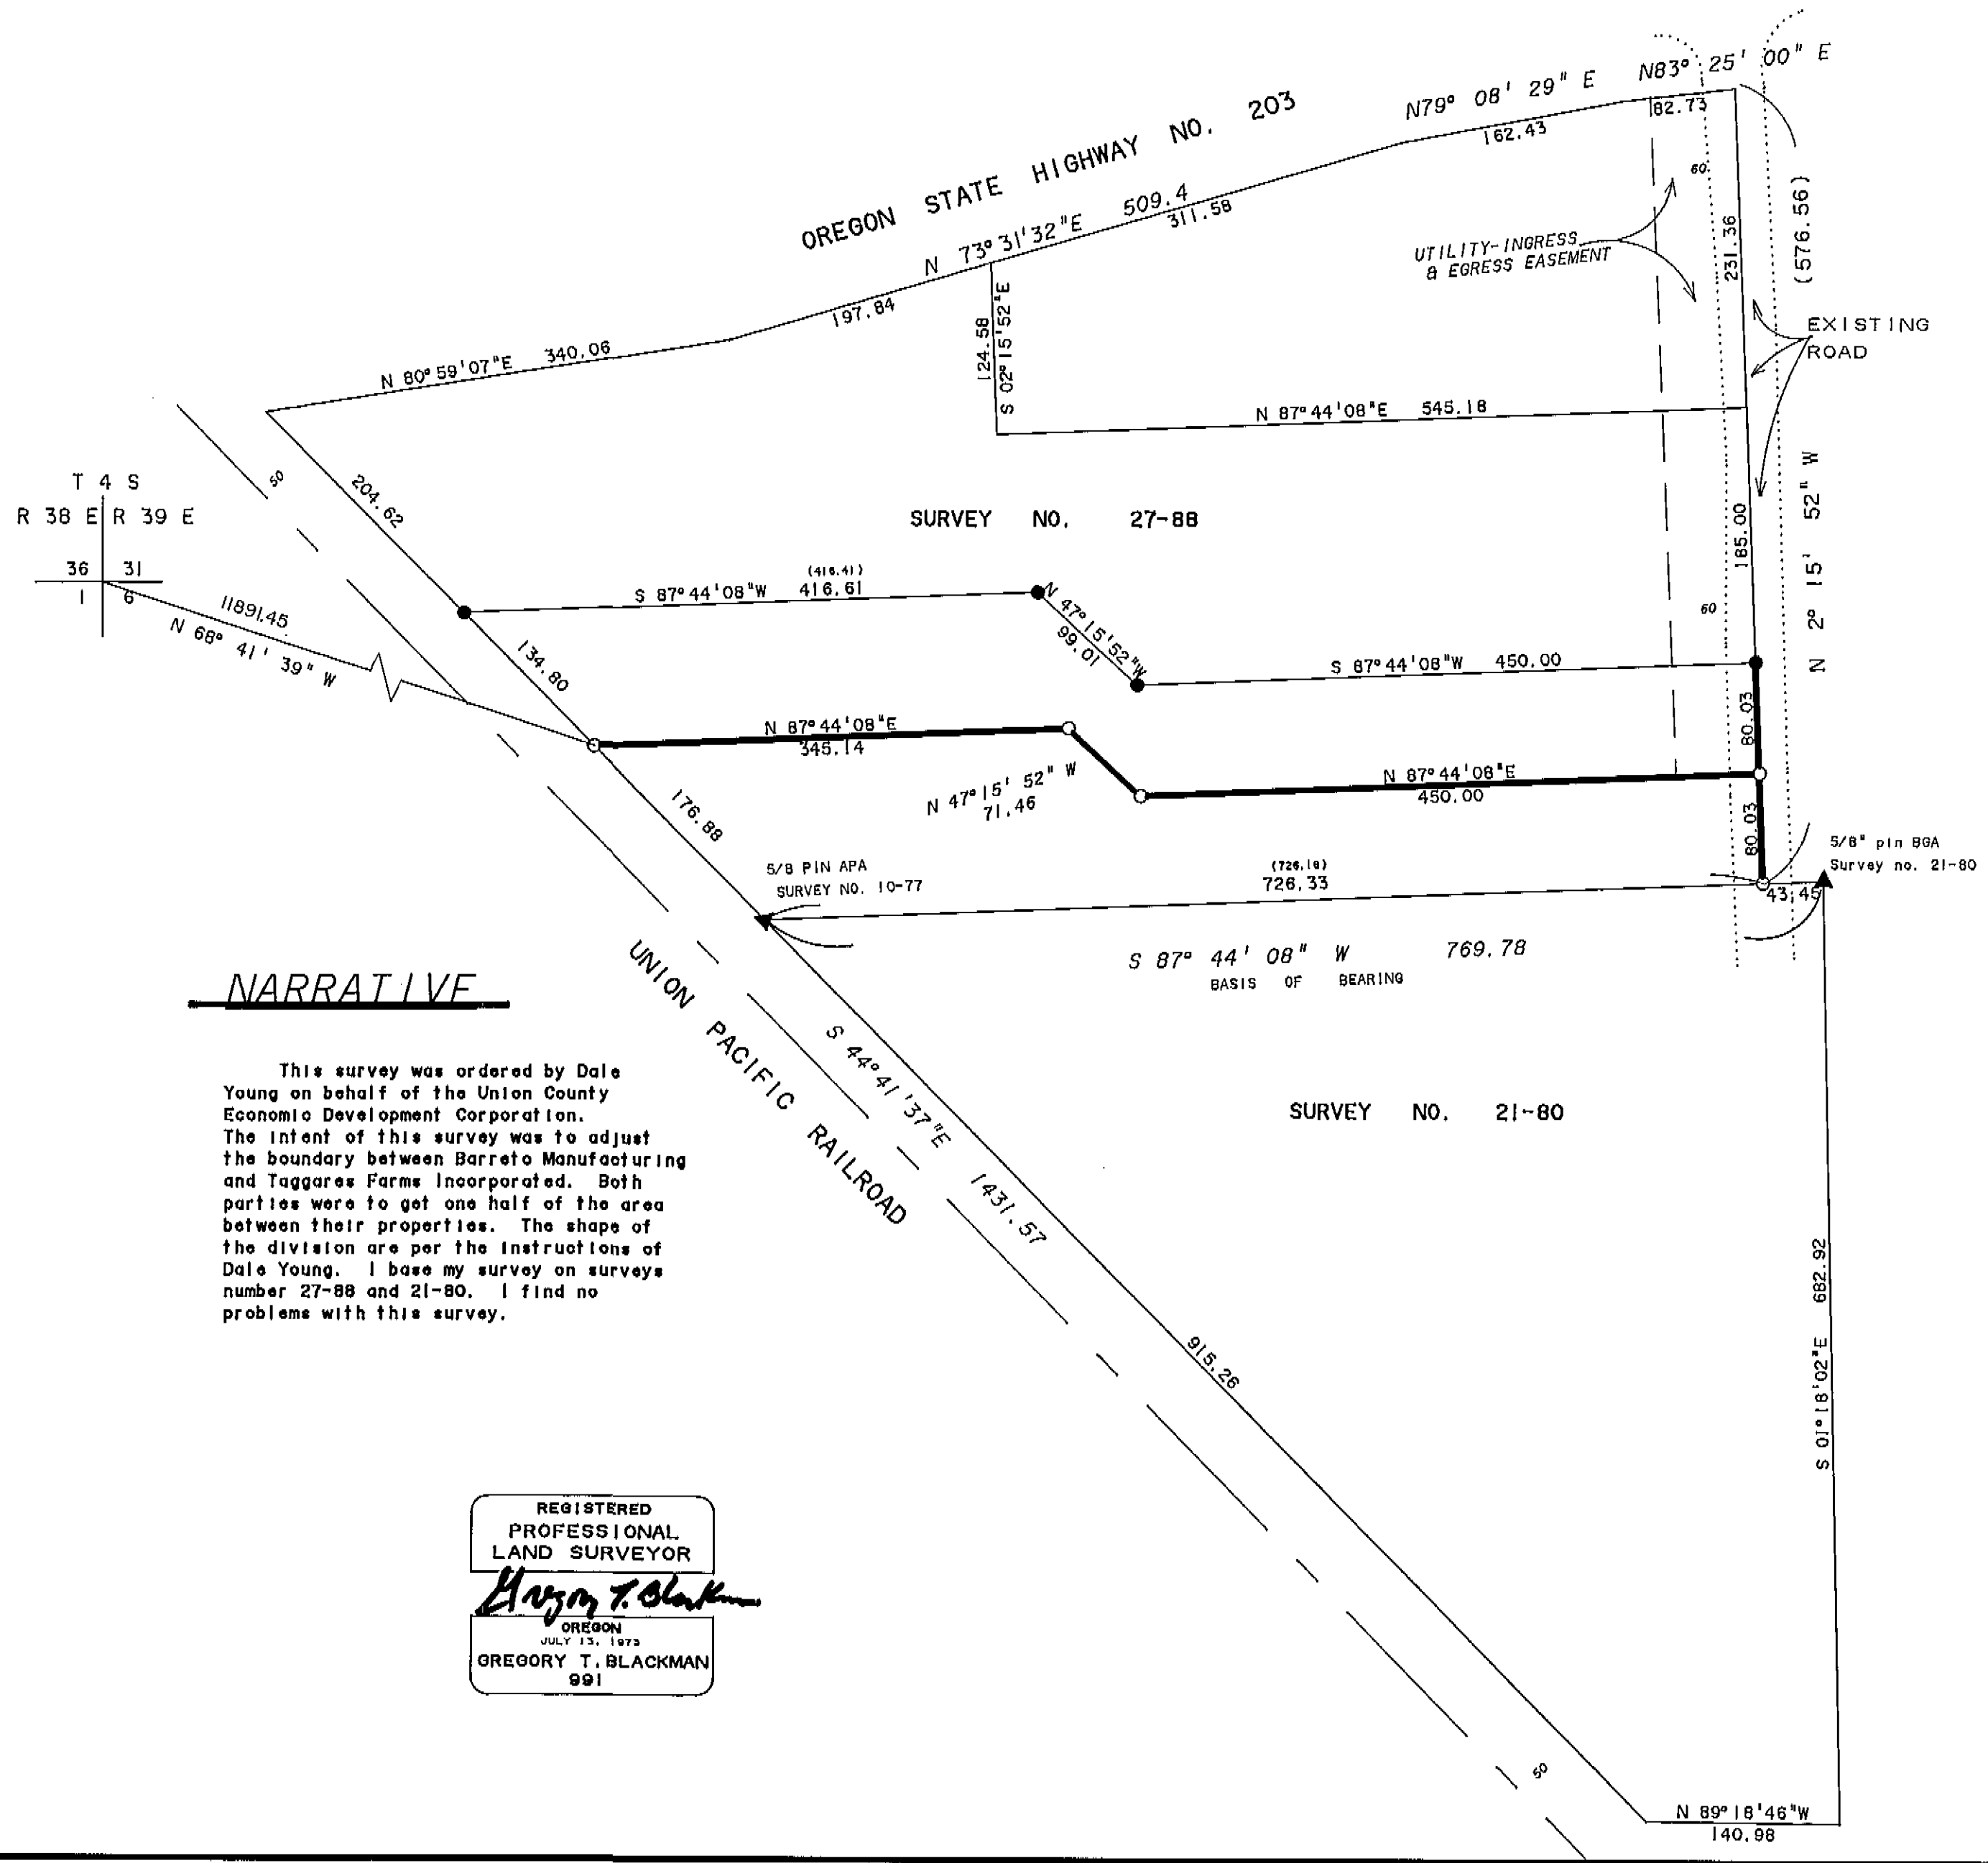 N83° 25' 00" E
82.73
N79° 08' 29" E
162.43
OREGON STATE HIGHWAY NO. 203
N 73° 31' 32" E 509.4
311.58
197.84
N 80° 59' 07" E 340.06
124.58
S 02° 15' 52" E
60
231.36
(576.56)
UTILITY-INGRESS
& EGRESS EASEMENT
EXISTING
ROAD
N 87° 44' 08" E 545.18
N 2° 15' 52" W
185.00
60
50
204.62
T 4 S
R 38 E R 39 E
36 31
1 6
11891.45
N 68° 41' 39" W
SURVEY NO. 27-88
(416.41)
S 87° 44' 08" W 416.61
N 47° 15' 52" W
99.01
S 87° 44' 08" W 450.00
134.80
80.03
N 87° 44' 08" E
345.14
N 47° 15' 52" W
71.46
N 87° 44' 08" E
450.00
80.03
176.88
5/8 PIN APA
SURVEY NO. 10-77
(726.18)
726.33
43.45
5/8" pin BGA
Survey no. 21-80
S 87° 44' 08" W 769.78
BASIS OF BEARING
UNION PACIFIC RAILROAD
S 44° 41' 37" E 1431.57
NARRATIVE
This survey was ordered by Dale
Young on behalf of the Union County
Economic Development Corporation.
The intent of this survey was to adjust
the boundary between Barreto Manufacturing
and Taggares Farms Incorporated. Both
parties were to get one half of the area
between their properties. The shape of
the division are per the instructions of
Dale Young. I base my survey on surveys
number 27-88 and 21-80. I find no
problems with this survey.
SURVEY NO. 21-80
682.92
S 01° 18' 02" E
915.26
REGISTERED
PROFESSIONAL
LAND SURVEYOR
Gregory T. Blackman
OREGON
JULY 13, 1973
GREGORY T. BLACKMAN
991
50
N 89° 18' 46" W
140.98